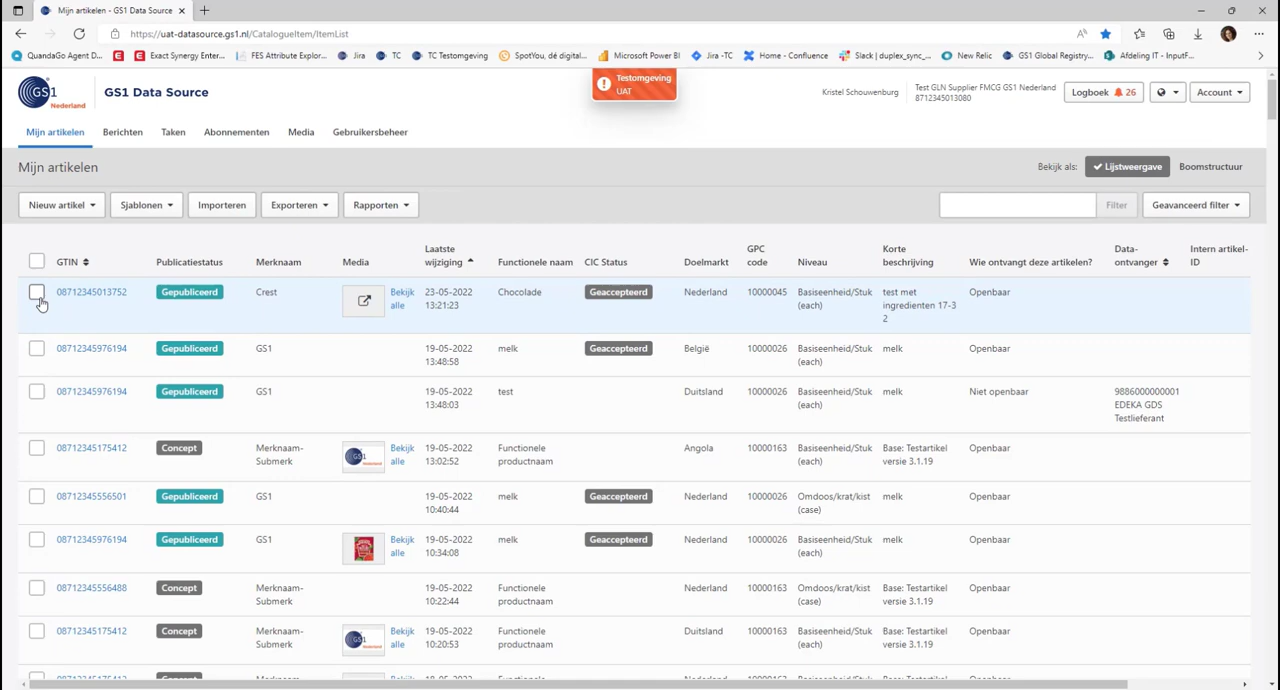 Mijn artikelen - GS1 Data Source
https://uat-datasource.gs1.nl/CatalogueItem/ItemList
QuandaGo Agent D... Exact Synergy Enter... FES Attribute Explor... Jira TC TC Testomgeving SpotYou, dé digital... Microsoft Power BI Jira -TC Home - Confluence Slack | duplex_sync_... New Relic GS1 Global Registry... Afdeling IT - InputF...
GS1 Nederland
GS1 Data Source
Testomgeving
UAT
Kristel Schouwenburg
Test GLN Supplier FMCG GS1 Nederland
8712345013080
Logboek 26
Account
Mijn artikelen Berichten Taken Abonnementen Media Gebruikersbeheer
Mijn artikelen
Bekijk als: Lijstweergave Boomstructuur
Nieuw artikel Sjablonen Importeren Exporteren Rapporten Filter Geavanceerd filter
GTIN Publicatiestatus Merknaam Media Laatste wijziging Functionele naam CIC Status Doelmarkt GPC code Niveau Korte beschrijving Wie ontvangt deze artikelen? Data-ontvanger Intern artikel-ID
08712345013752 Gepubliceerd Crest Bekijk alle 23-05-2022 13:21:23 Chocolade Geaccepteerd Nederland 10000045 Basiseenheid/Stuk (each) test met ingredienten 17-3 2 Openbaar
08712345976194 Gepubliceerd GS1 19-05-2022 13:48:58 melk Geaccepteerd België 10000026 Basiseenheid/Stuk (each) melk Openbaar
08712345976194 Gepubliceerd GS1 19-05-2022 13:48:03 test Duitsland 10000026 Basiseenheid/Stuk (each) melk Niet openbaar 9886000000001 EDEKA GDS Testlieferant
08712345175412 Concept Merknaam-Submerk GS1 Nederland Bekijk alle 19-05-2022 13:02:52 Functionele productnaam Angola 10000163 Basiseenheid/Stuk (each) Base: Testartikel versie 3.1.19 Openbaar
08712345556501 Gepubliceerd GS1 19-05-2022 10:40:44 melk Geaccepteerd Nederland 10000026 Omdoos/krat/kist (case) melk Openbaar
08712345976194 Gepubliceerd GS1 Bekijk alle 19-05-2022 10:34:08 melk Geaccepteerd Nederland 10000026 Basiseenheid/Stuk (each) melk Openbaar
08712345556488 Concept Merknaam-Submerk 19-05-2022 10:22:44 Functionele productnaam Nederland 10000163 Omdoos/krat/kist (case) Base: Testartikel versie 3.1.19 Openbaar
08712345175412 Concept Merknaam-Submerk GS1 Nederland Bekijk alle 19-05-2022 10:20:53 Functionele productnaam Duitsland 10000163 Basiseenheid/Stuk (each) Base: Testartikel versie 3.1.19 Openbaar